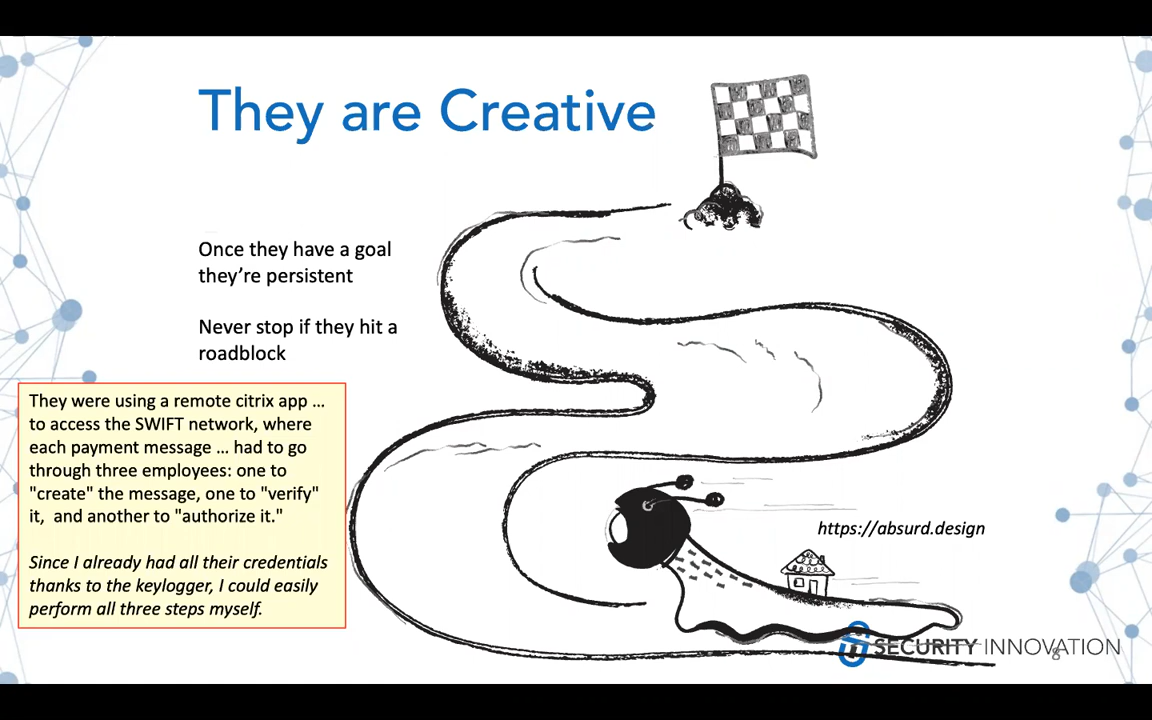 They are Creative
Once they have a goal
they're persistent
Never stop if they hit a
roadblock
They were using a remote citrix app ...
to access the SWIFT network, where
each payment message ... had to go
through three employees: one to
"create" the message, one to "verify"
it,  and another to "authorize it."
Since I already had all their credentials
thanks to the keylogger, I could easily
perform all three steps myself.
https://absurd.design
SECURITY INNOVATION
8